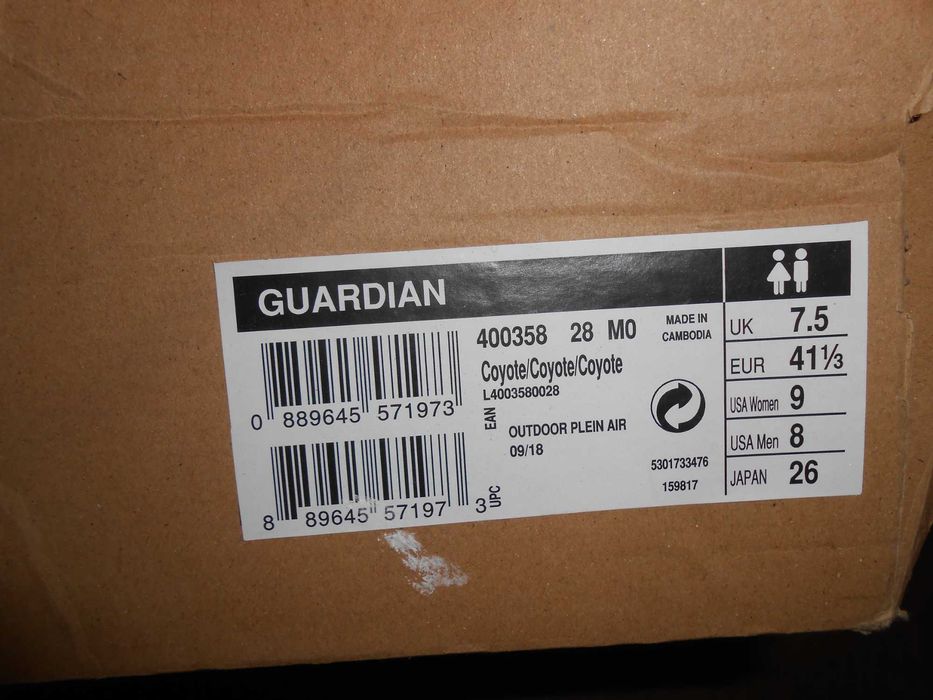 GUARDIAN
0 889645 571973
EAN
8 89645 57197 3
UPC
400358 28 M0
Coyote/Coyote/Coyote
L4003580028
OUTDOOR PLEIN AIR
09/18
MADE IN
CAMBODIA
5301733476
159817
UK 7.5
EUR 41⅓
USA Women 9
USA Men 8
JAPAN 26